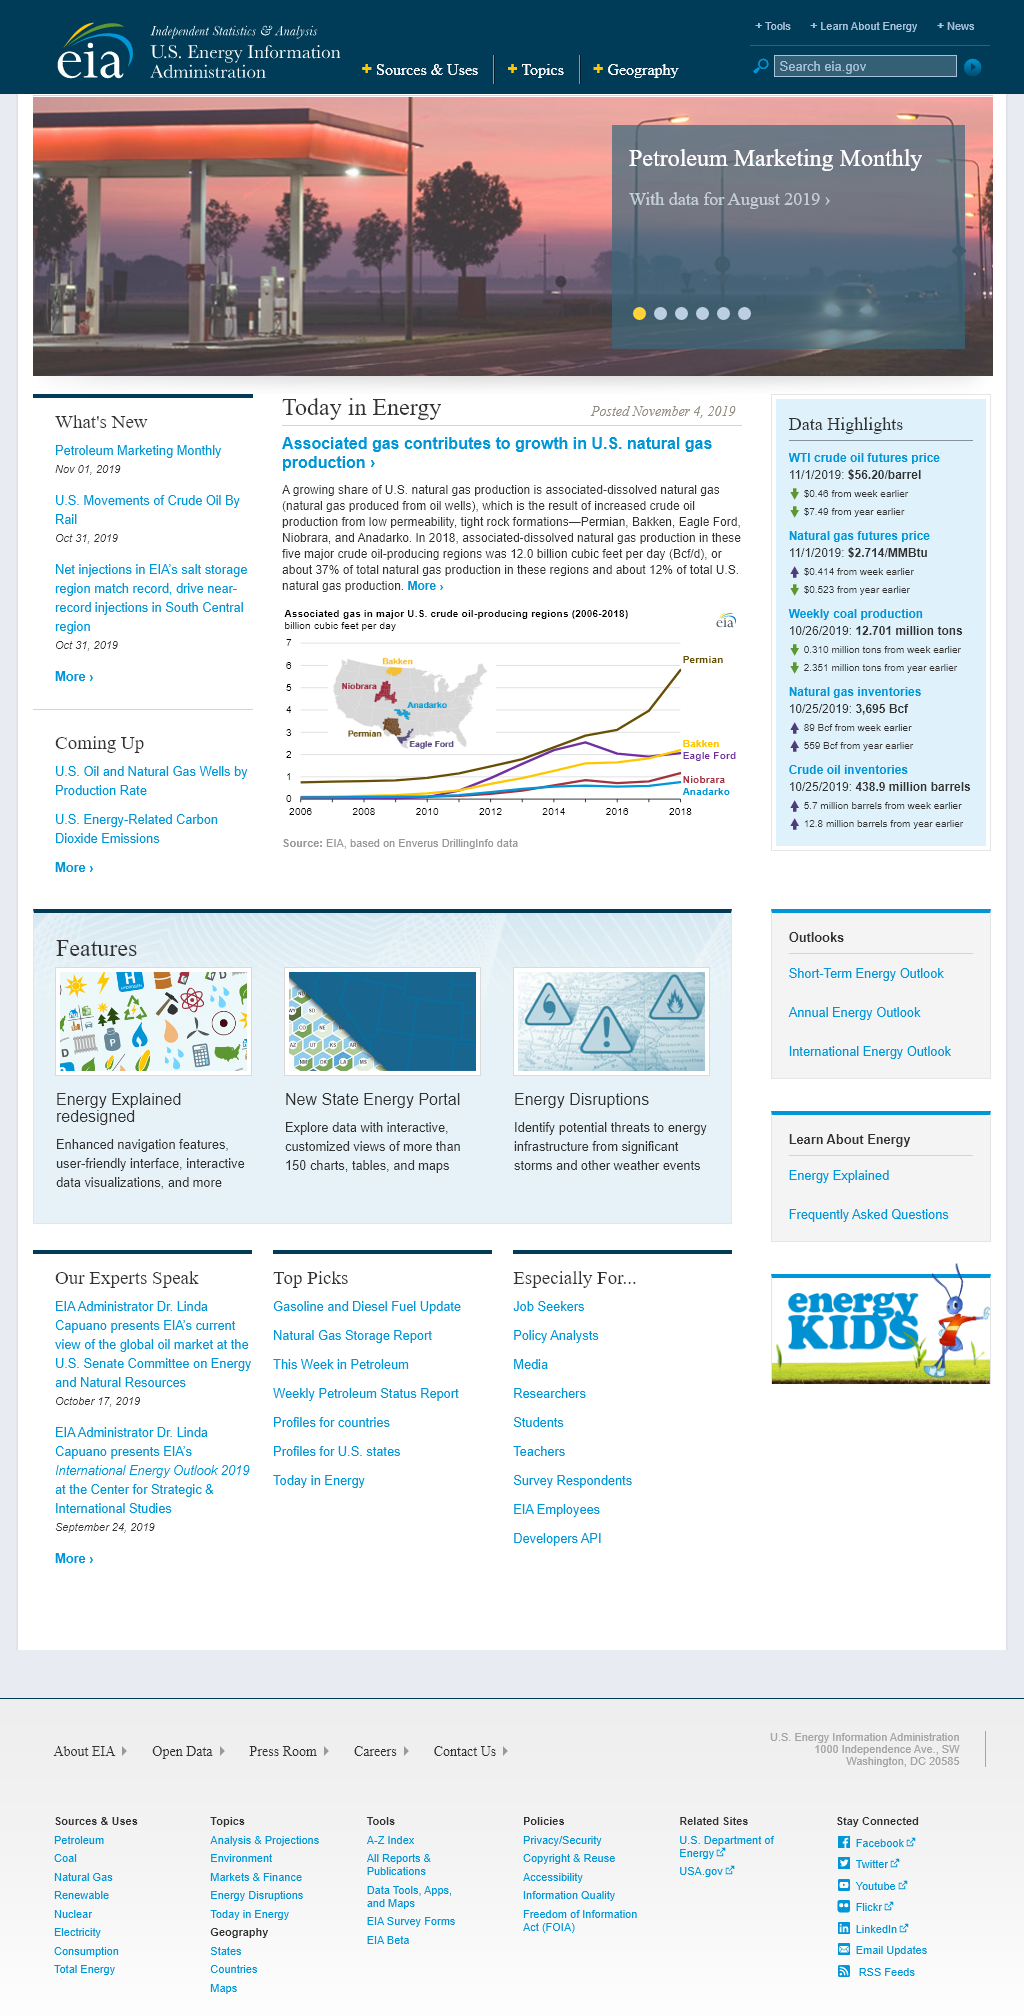 eia
Independent Statistics & Analysis
U.S. Energy Information
Administration
+ Sources & Uses
+ Topics
+ Geography
+ Tools
+ Learn About Energy
+ News
Search eia.gov
Petroleum Marketing Monthly
With data for August 2019 ›
What's New
Petroleum Marketing Monthly
Nov 01, 2019
U.S. Movements of Crude Oil By
Rail
Oct 31, 2019
Net injections in EIA's salt storage
region match record, drive near-
record injections in South Central
region
Oct 31, 2019
More ›
Coming Up
U.S. Oil and Natural Gas Wells by
Production Rate
U.S. Energy-Related Carbon
Dioxide Emissions
More ›
Today in Energy
Posted November 4, 2019
Associated gas contributes to growth in U.S. natural gas
production ›
A growing share of U.S. natural gas production is associated-dissolved natural gas
(natural gas produced from oil wells), which is the result of increased crude oil
production from low permeability, tight rock formations—Permian, Bakken, Eagle Ford,
Niobrara, and Anadarko. In 2018, associated-dissolved natural gas production in these
five major crude oil-producing regions was 12.0 billion cubic feet per day (Bcf/d), or
about 37% of total natural gas production in these regions and about 12% of total U.S.
natural gas production. More ›
Associated gas in major U.S. crude oil-producing regions (2006-2018)
billion cubic feet per day
eia
7
6
5
4
3
2
1
0
2006
2008
2010
2012
2014
2016
2018
Bakken
Niobrara
Anadarko
Permian
Eagle Ford
Permian
Bakken
Eagle Ford
Niobrara
Anadarko
Source: EIA, based on Enverus DrillingInfo data
Data Highlights
WTI crude oil futures price
11/1/2019: $56.20/barrel
$0.46 from week earlier
$7.49 from year earlier
Natural gas futures price
11/1/2019: $2.714/MMBtu
$0.414 from week earlier
$0.523 from year earlier
Weekly coal production
10/26/2019: 12.701 million tons
0.310 million tons from week earlier
2.351 million tons from year earlier
Natural gas inventories
10/25/2019: 3,695 Bcf
89 Bcf from week earlier
559 Bcf from year earlier
Crude oil inventories
10/25/2019: 438.9 million barrels
5.7 million barrels from week earlier
12.8 million barrels from year earlier
Features
H
HYDROGEN
D
P
D
SD
CO
NE
AZ
UT
KS
AR
NM
OK
LA
MS
Energy Explained
redesigned
Enhanced navigation features,
user-friendly interface, interactive
data visualizations, and more
New State Energy Portal
Explore data with interactive,
customized views of more than
150 charts, tables, and maps
Energy Disruptions
Identify potential threats to energy
infrastructure from significant
storms and other weather events
Outlooks
Short-Term Energy Outlook
Annual Energy Outlook
International Energy Outlook
Learn About Energy
Energy Explained
Frequently Asked Questions
energy
KIDS
Our Experts Speak
EIA Administrator Dr. Linda
Capuano presents EIA's current
view of the global oil market at the
U.S. Senate Committee on Energy
and Natural Resources
October 17, 2019
EIA Administrator Dr. Linda
Capuano presents EIA's
International Energy Outlook 2019
at the Center for Strategic &
International Studies
September 24, 2019
More ›
Top Picks
Gasoline and Diesel Fuel Update
Natural Gas Storage Report
This Week in Petroleum
Weekly Petroleum Status Report
Profiles for countries
Profiles for U.S. states
Today in Energy
Especially For...
Job Seekers
Policy Analysts
Media
Researchers
Students
Teachers
Survey Respondents
EIA Employees
Developers API
About EIA
Open Data
Press Room
Careers
Contact Us
U.S. Energy Information Administration
1000 Independence Ave., SW
Washington, DC 20585
Sources & Uses
Petroleum
Coal
Natural Gas
Renewable
Nuclear
Electricity
Consumption
Total Energy
Topics
Analysis & Projections
Environment
Markets & Finance
Energy Disruptions
Today in Energy
Geography
States
Countries
Maps
Tools
A-Z Index
All Reports &
Publications
Data Tools, Apps,
and Maps
EIA Survey Forms
EIA Beta
Policies
Privacy/Security
Copyright & Reuse
Accessibility
Information Quality
Freedom of Information
Act (FOIA)
Related Sites
U.S. Department of
Energy
USA.gov
Stay Connected
Facebook
Twitter
Youtube
Flickr
LinkedIn
Email Updates
RSS Feeds